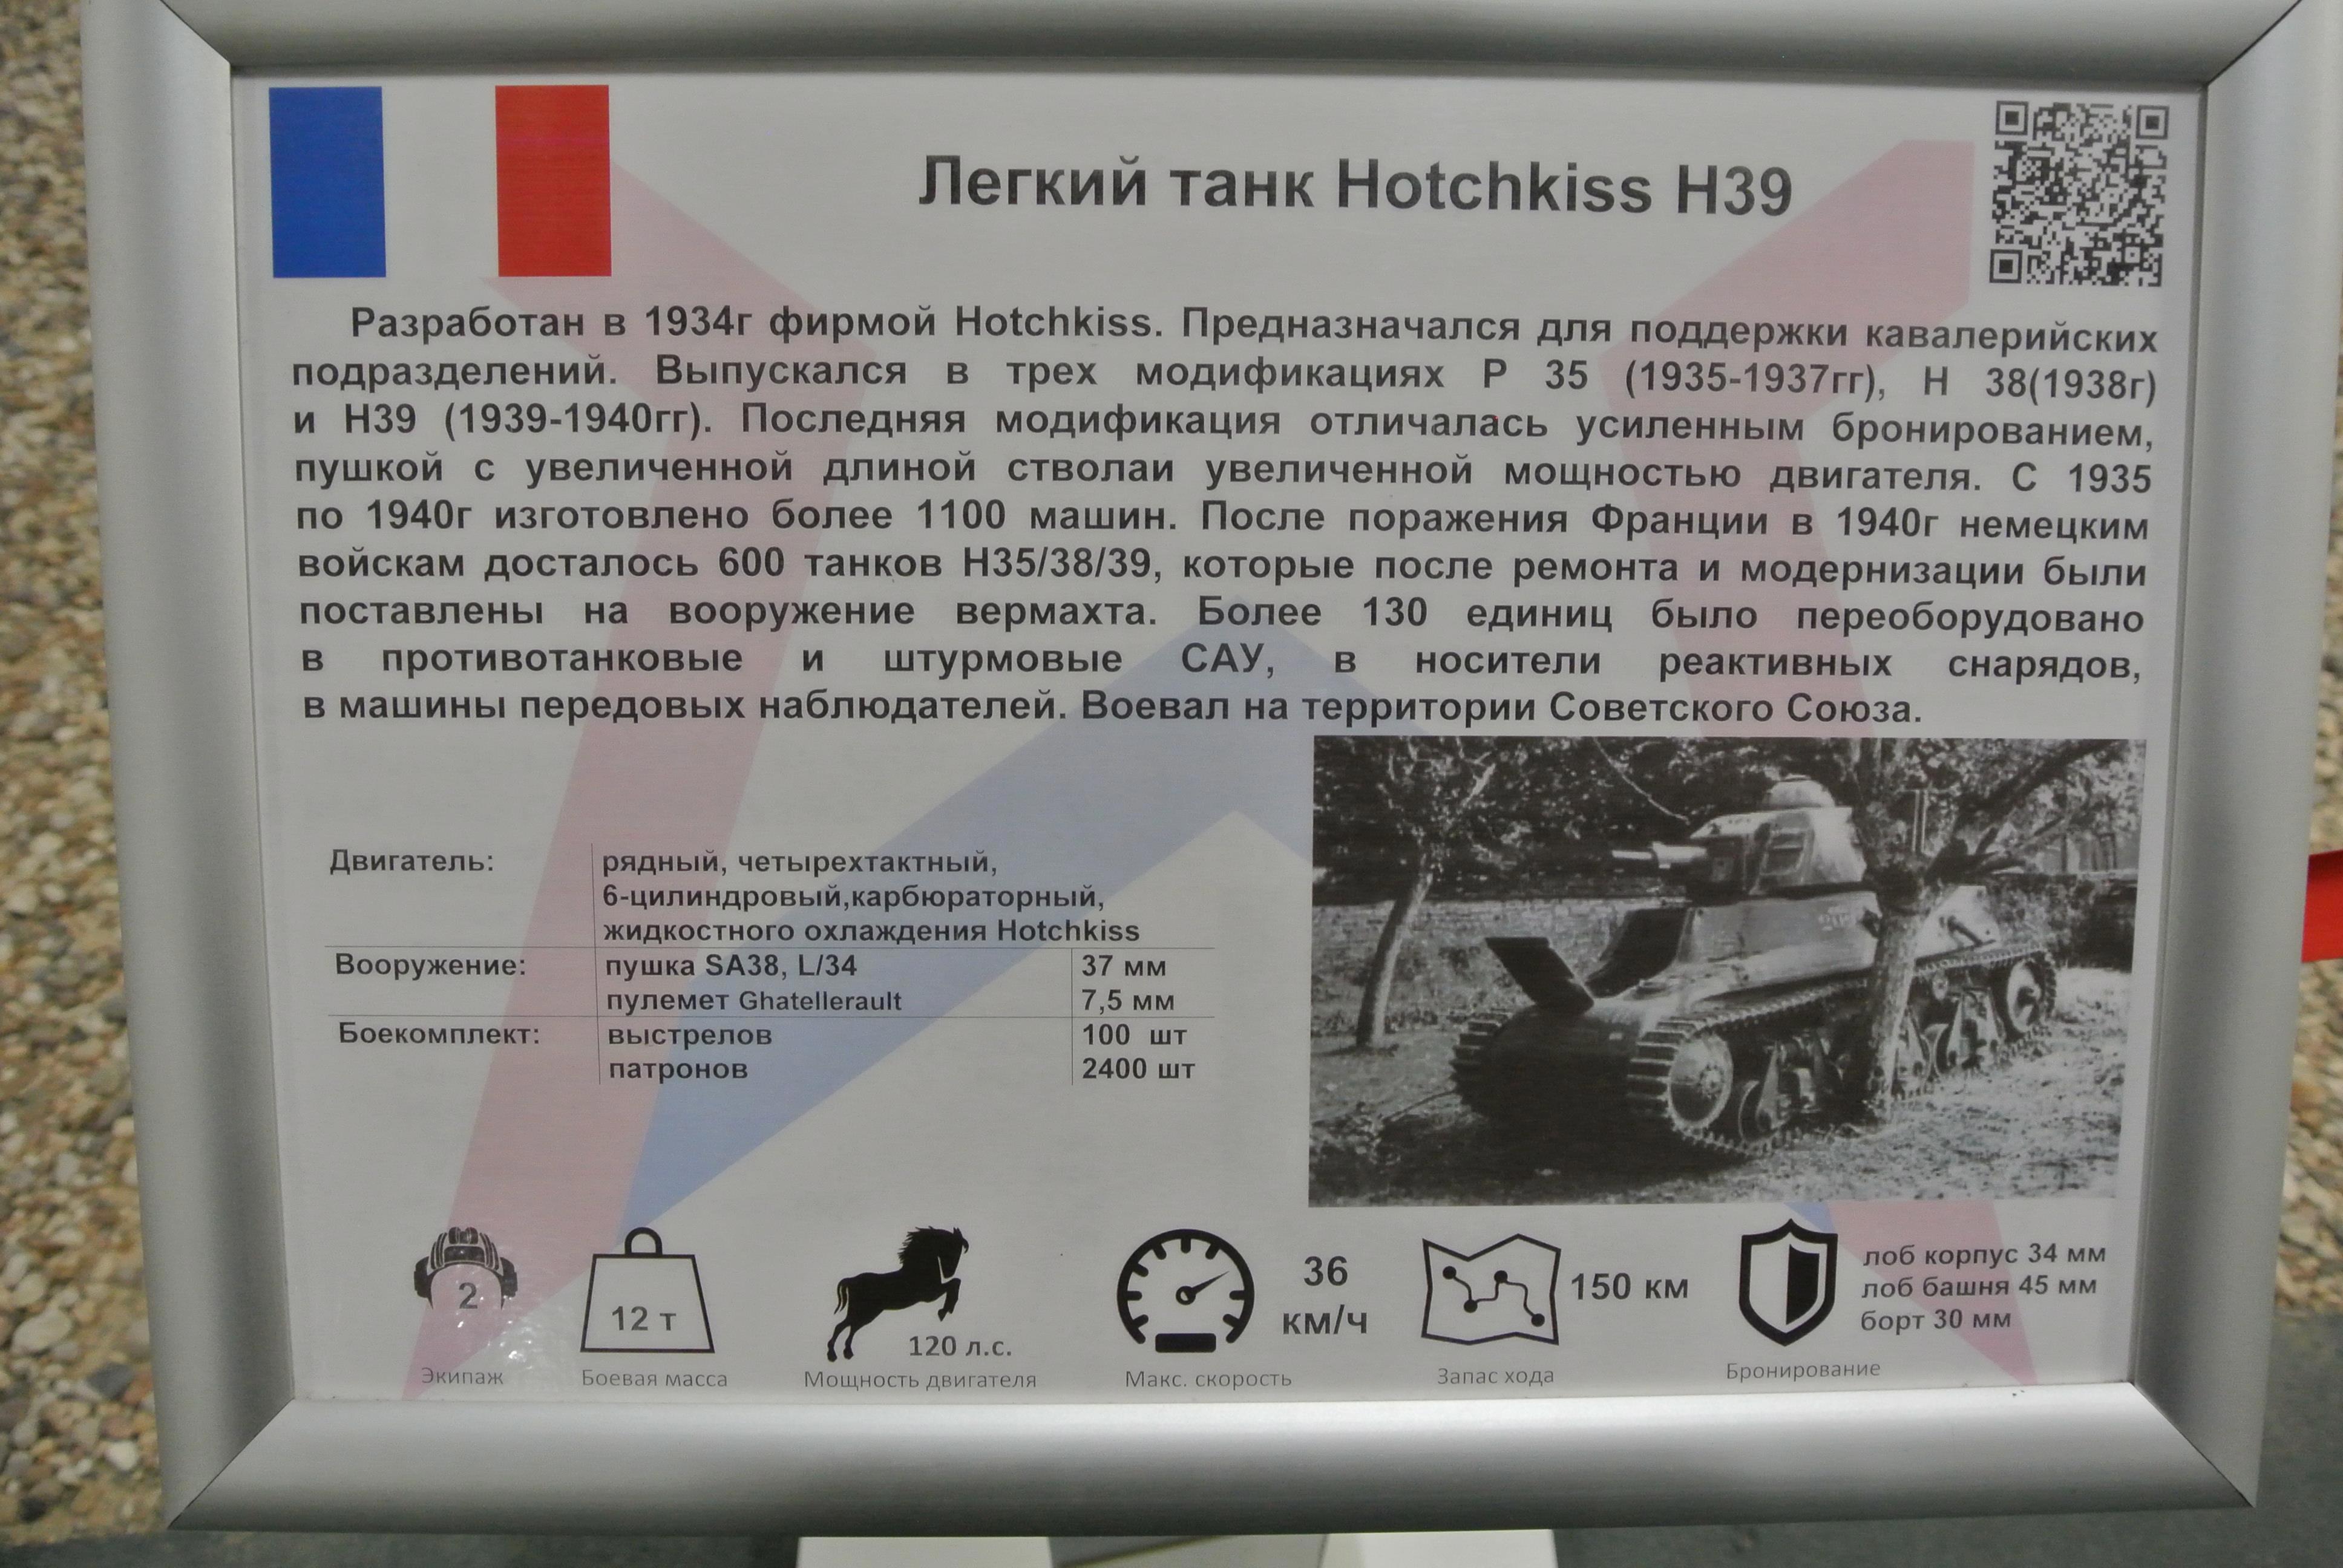 Легкий танк Hotchkiss H39
Разработан в 1934г фирмой Hotchkiss. Предназначался для поддержки кавалерийских
подразделений. Выпускался в трех модификациях Р 35 (1935-1937гг), Н 38(1938г)
и Н39 (1939-1940гг). Последняя модификация отличалась усиленным бронированием,
пушкой с увеличенной длиной стволаи увеличенной мощностью двигателя. С 1935
по 1940г изготовлено более 1100 машин. После поражения Франции в 1940г немецким
войскам досталось 600 танков Н35/38/39, которые после ремонта и модернизации были
поставлены на вооружение вермахта. Более 130 единиц было переоборудовано
в противотанковые и штурмовые САУ, в носители реактивных снарядов,
в машины передовых наблюдателей. Воевал на территории Советского Союза.
Двигатель: рядный, четырехтактный,
6-цилиндровый,карбюраторный,
жидкостного охлаждения Hotchkiss
Вооружение: пушка SA38, L/34 37 мм
пулемет Ghatellerault 7,5 мм
Боекомплект: выстрелов 100 шт
патронов 2400 шт
2
Экипаж
12 т
Боевая масса
120 л.с.
Мощность двигателя
36
км/ч
Макс. скорость
150 км
Запас хода
лоб корпус 34 мм
лоб башня 45 мм
борт 30 мм
Бронирование